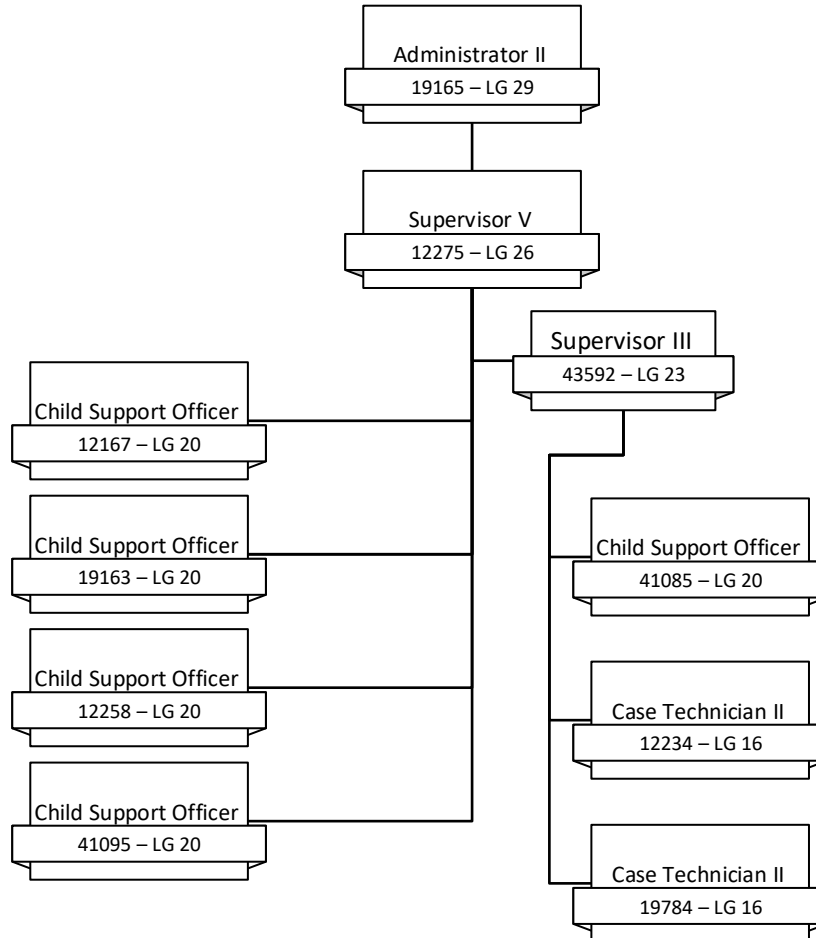 Administrator II
19165 – LG 29
Supervisor V
12275 – LG 26
Supervisor III
43592 – LG 23
Child Support Officer
12167 – LG 20
Child Support Officer
19163 – LG 20
Child Support Officer
12258 – LG 20
Child Support Officer
41095 – LG 20
Child Support Officer
41085 – LG 20
Case Technician II
12234 – LG 16
Case Technician II
19784 – LG 16